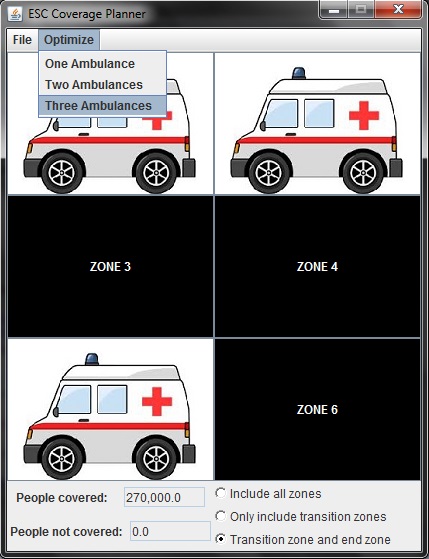 ESC Coverage Planner
File Optimize
One Ambulance
Two Ambulances
Three Ambulances
ZONE 3
ZONE 4
ZONE 6
People covered: 270,000.0
People not covered: 0.0
Include all zones
Only include transition zones
Transition zone and end zone